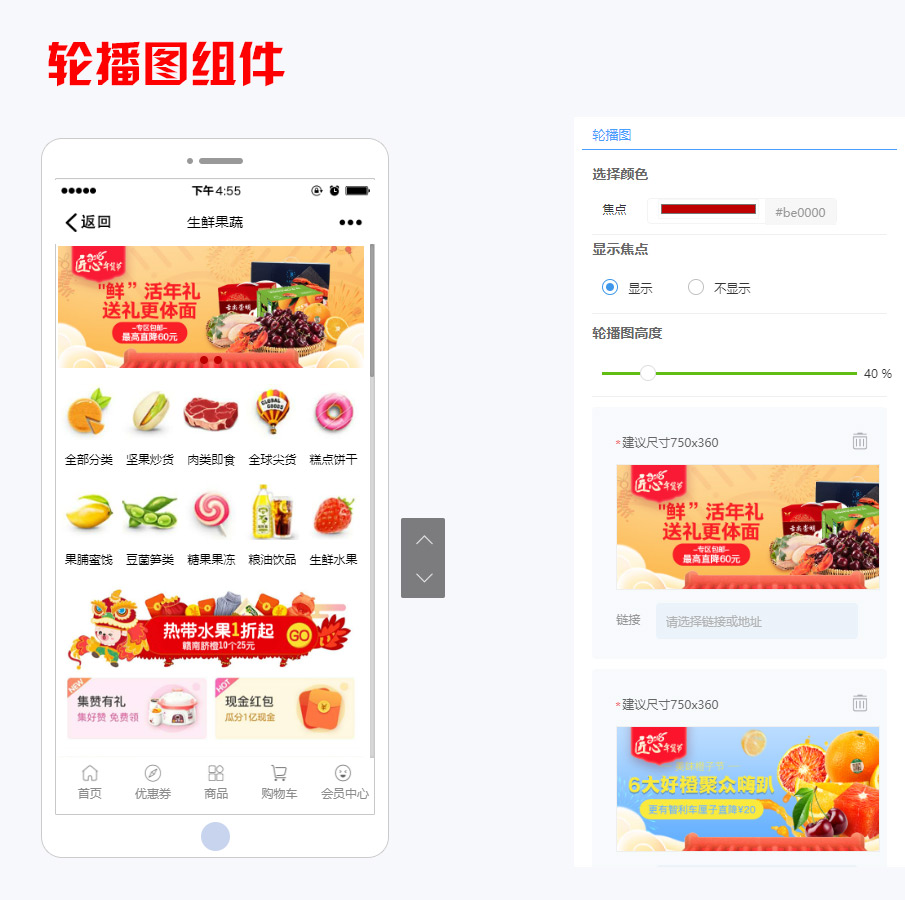 轮播图组件
下午4:55
返回
生鲜果蔬
匠心年货节
"鲜”活年礼
送礼更体面
–专区包邮–
最高直降60元
全部分类 坚果炒货 肉类即食 全球尖货 糕点饼干
GLOBAL GOODS
果脯蜜饯 豆菌笋类 糖果果冻 粮油饮品 生鲜水果
热带水果1折起
赣南脐橙10个25元
GO
NEW
集赞有礼
集好赞 免费领
HOT
现金红包
瓜分1亿现金
首页 优惠券 商品 购物车 会员中心
轮播图
选择颜色
焦点
#be0000
显示焦点
显示
不显示
轮播图高度
40 %
*建议尺寸750x360
匠心年货节
"鲜”活年礼
送礼更体面
–专区包邮–
最高直降60元
链接
请选择链接或地址
*建议尺寸750x360
匠心年货节
6大好橙聚众嗨趴
更有智利车厘子直降¥20